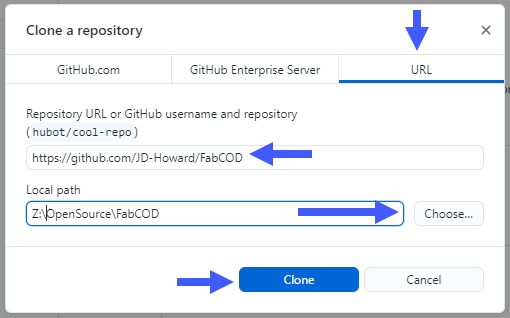 Clone a repository
GitHub.com
GitHub Enterprise Server
URL
Repository URL or GitHub username and repository
(hubot/cool-repo)
https://github.com/JD-Howard/FabCOD
Local path
Z:\OpenSource\FabCOD
Choose...
Clone
Cancel